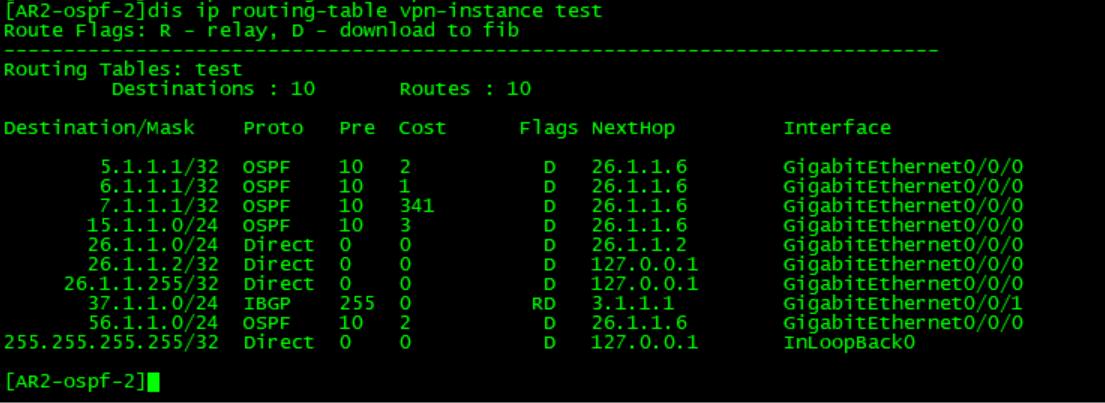 [AR2-ospf-2]dis ip routing-table vpn-instance test
Route Flags: R - relay, D - download to fib
------------------------------------------------------------------------------
Routing Tables: test
         Destinations : 10       Routes : 10

Destination/Mask    Proto   Pre  Cost      Flags NextHop         Interface

        5.1.1.1/32  OSPF    10   2           D   26.1.1.6        GigabitEthernet0/0/0
        6.1.1.1/32  OSPF    10   1           D   26.1.1.6        GigabitEthernet0/0/0
        7.1.1.1/32  OSPF    10   341         D   26.1.1.6        GigabitEthernet0/0/0
       15.1.1.0/24  OSPF    10   3           D   26.1.1.6        GigabitEthernet0/0/0
       26.1.1.0/24  Direct  0    0           D   26.1.1.2        GigabitEthernet0/0/0
       26.1.1.2/32  Direct  0    0           D   127.0.0.1       GigabitEthernet0/0/0
     26.1.1.255/32  Direct  0    0           D   127.0.0.1       GigabitEthernet0/0/0
       37.1.1.0/24  IBGP    255  0          RD   3.1.1.1         GigabitEthernet0/0/1
       56.1.1.0/24  OSPF    10   2           D   26.1.1.6        GigabitEthernet0/0/0
255.255.255.255/32  Direct  0    0           D   127.0.0.1       InLoopBack0

[AR2-ospf-2]